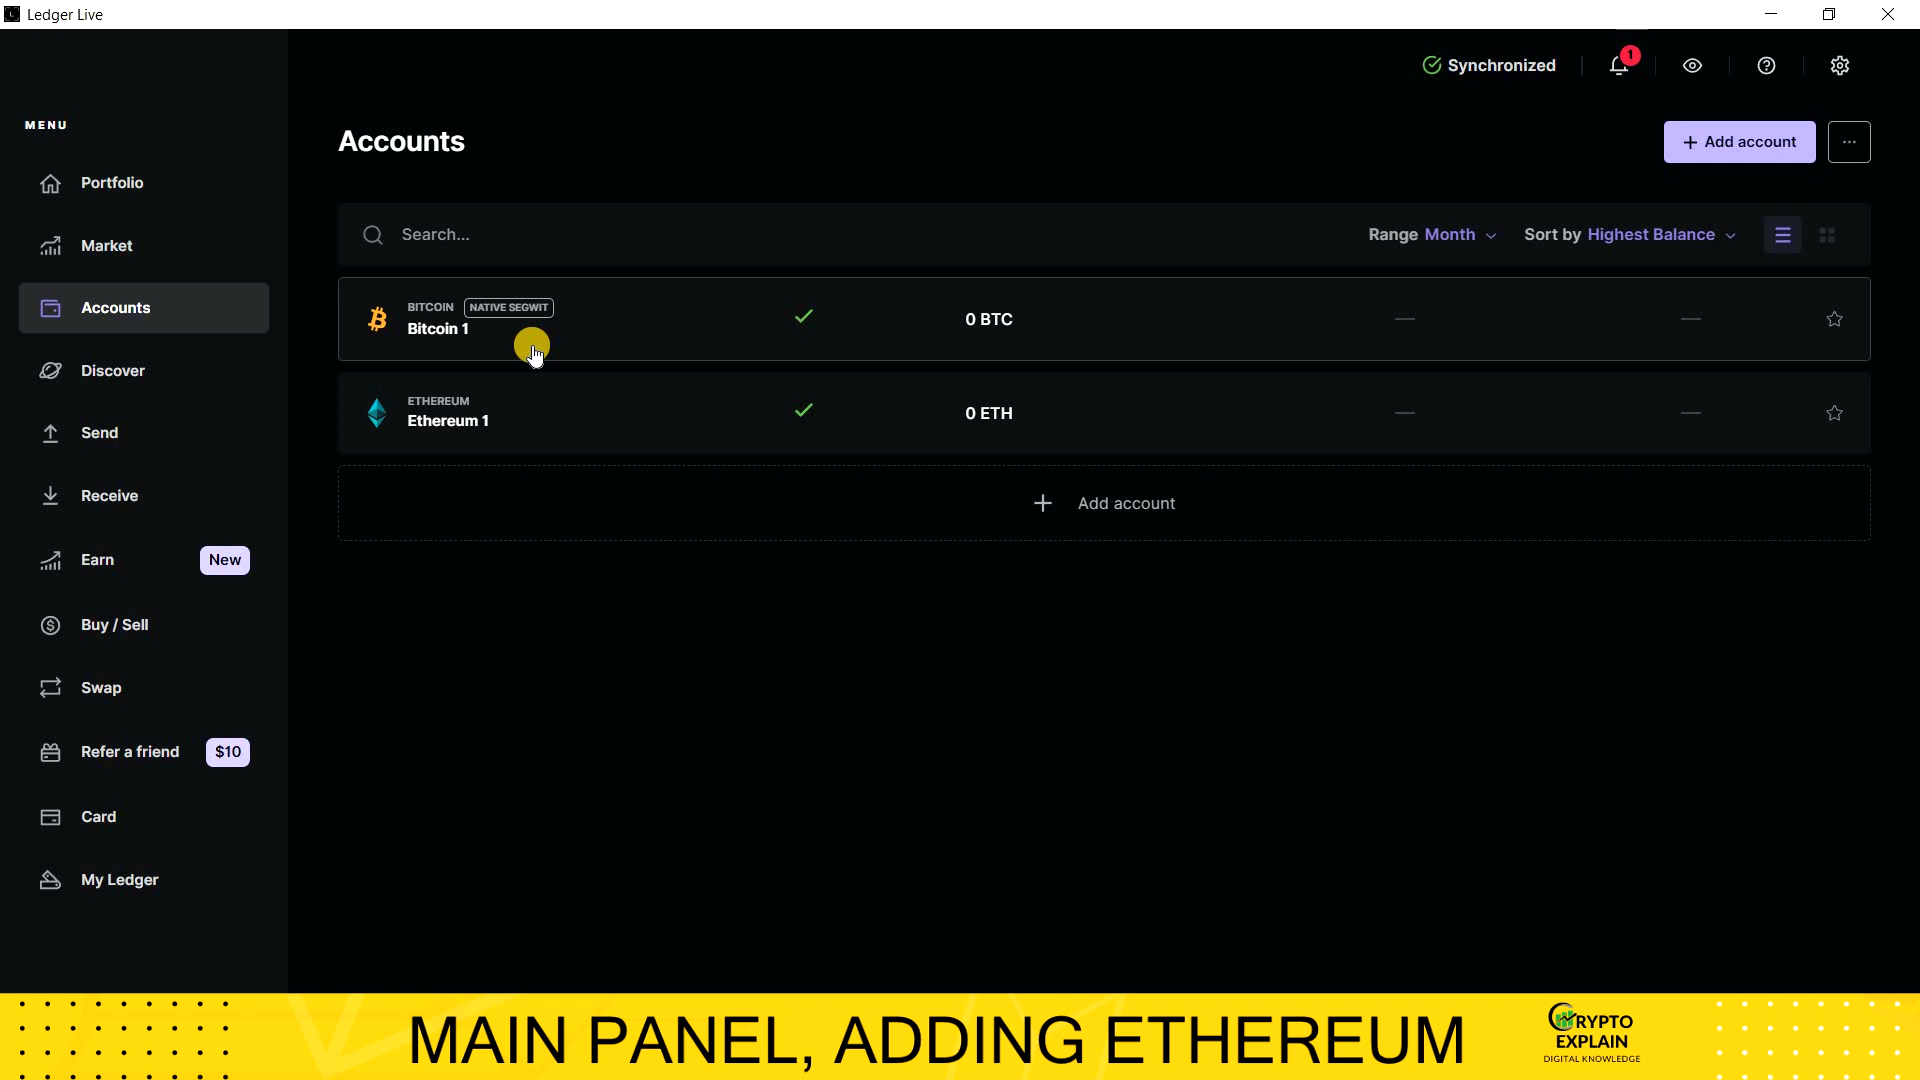 Ledger Live
Synchronized
1
MENU
Portfolio
Market
Accounts
Discover
Send
Receive
Earn New
Buy / Sell
Swap
Refer a friend $10
Card
My Ledger
Accounts
+ Add account
...
Search...
Range Month
Sort by Highest Balance
BITCOIN NATIVE SEGWIT
Bitcoin 1
0 BTC
—
—
ETHEREUM
Ethereum 1
0 ETH
—
—
+ Add account
MAIN PANEL, ADDING ETHEREUM
CRYPTO
EXPLAIN
DIGITAL KNOWLEDGE